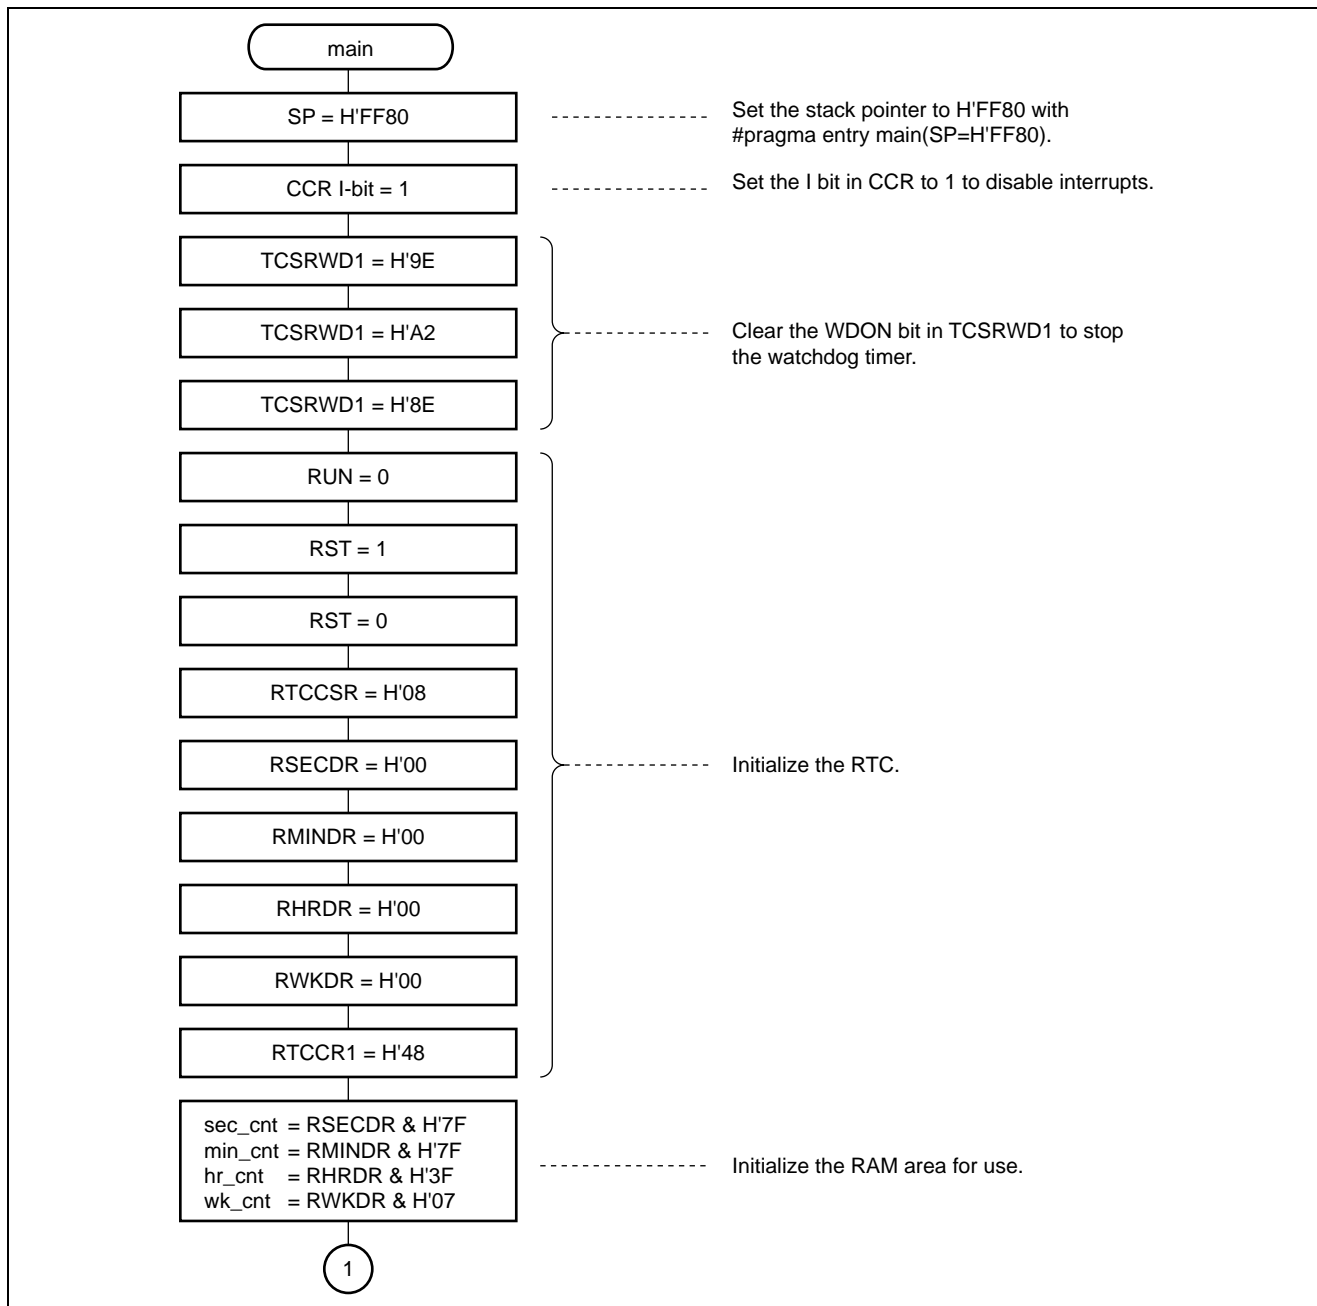 main
SP = H'FF80
Set the stack pointer to H'FF80 with
#pragma entry main(SP=H'FF80).
CCR I-bit = 1
Set the I bit in CCR to 1 to disable interrupts.
TCSRWD1 = H'9E
TCSRWD1 = H'A2
Clear the WDON bit in TCSRWD1 to stop
the watchdog timer.
TCSRWD1 = H'8E
RUN = 0
RST = 1
RST = 0
RTCCSR = H'08
RSECDR = H'00
Initialize the RTC.
RMINDR = H'00
RHRDR = H'00
RWKDR = H'00
RTCCR1 = H'48
sec_cnt = RSECDR & H'7F
min_cnt = RMINDR & H'7F
hr_cnt = RHRDR & H'3F
wk_cnt = RWKDR & H'07
Initialize the RAM area for use.
1